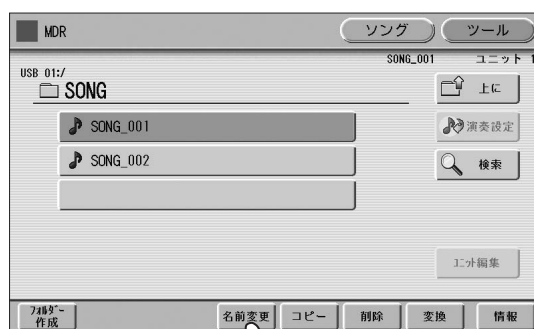 MDR ソング ツール
SONG_001 ユニット 1
USB 01:/
SONG 上に
SONG_001 演奏設定
SONG_002 検索
ユニット編集
フォルダー
作成 名前変更 コピー 削除 変換 情報